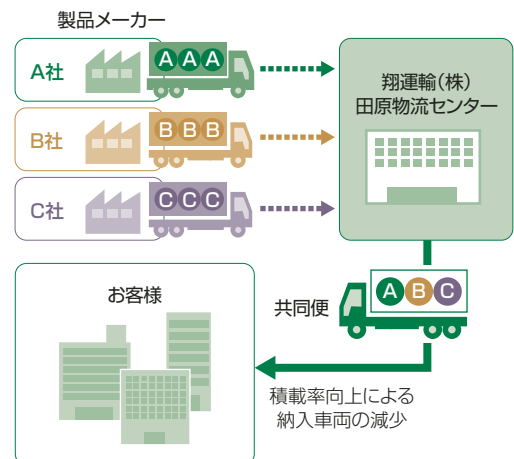 製品メーカー
A社
AAA
B社
BBB
C社
CCC
翔運輸(株)
田原物流センター
お客様
共同便
ABC
積載率向上による
納入車両の減少